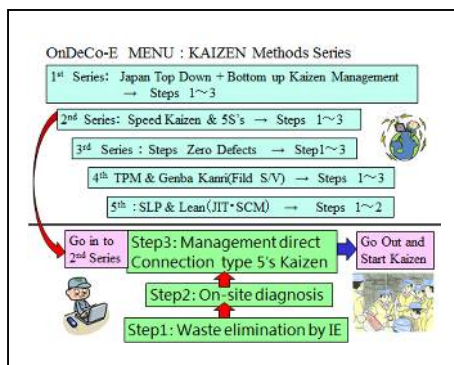 OnDeCo-E MENU : KAIZEN Methods Series
1st Series: Japan Top Down + Bottom up Kaizen Management
→ Steps 1～3
2nd Series: Speed Kaizen & 5S's → Steps 1～3
3rd Series : Steps Zero Defects → Step1～3
4th TPM & Genba Kanri(Fild S/V) → Steps 1～3
5th :SLP & Lean(JIT・SCM) → Steps 1～2
Go in to
2nd Series
Step3: Management direct
Connection type 5's Kaizen
Go Out and
Start Kaizen
Step2: On-site diagnosis
Step1: Waste elimination by IE